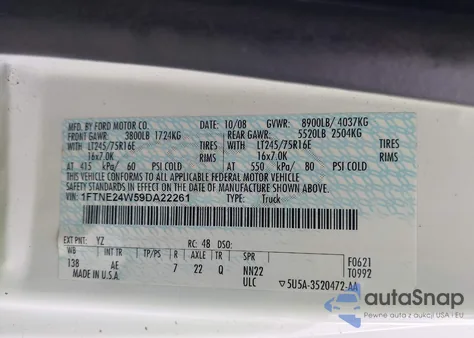 MFD. BY FORD MOTOR CO.
DATE: 10/08 GVWR: 8900LB/ 4037KG
FRONT GAWR: 3800LB 1724KG REAR GAWR: 5520LB 2504KG
WITH LT245/75R16E TIRES WITH LT245/75R16E TIRES
16x7.0K RIMS 16x7.0K RIMS
AT 415 kPa/ 60 PSI COLD AT 550 kPa/ 80 PSI COLD
THIS VEHICLE CONFORMS TO ALL APPLICABLE FEDERAL MOTOR VEHICLE
SAFETY STANDARDS IN EFFECT ON THE DATE OF MANUFACTURE SHOWN ABOVE.
VIN: 1FTNE24W59DA22261 TYPE: Truck
EXT PNT: YZ RC: 48 DSO:
WB INT TR TP/PS R AXLE TR SPR
138 AE 7 22 Q NN22
F0621
T0992
MADE IN U.S.A. ULC 5U5A-3520472-AA
autoSnap
Pewne auta z aukcji USA i EU